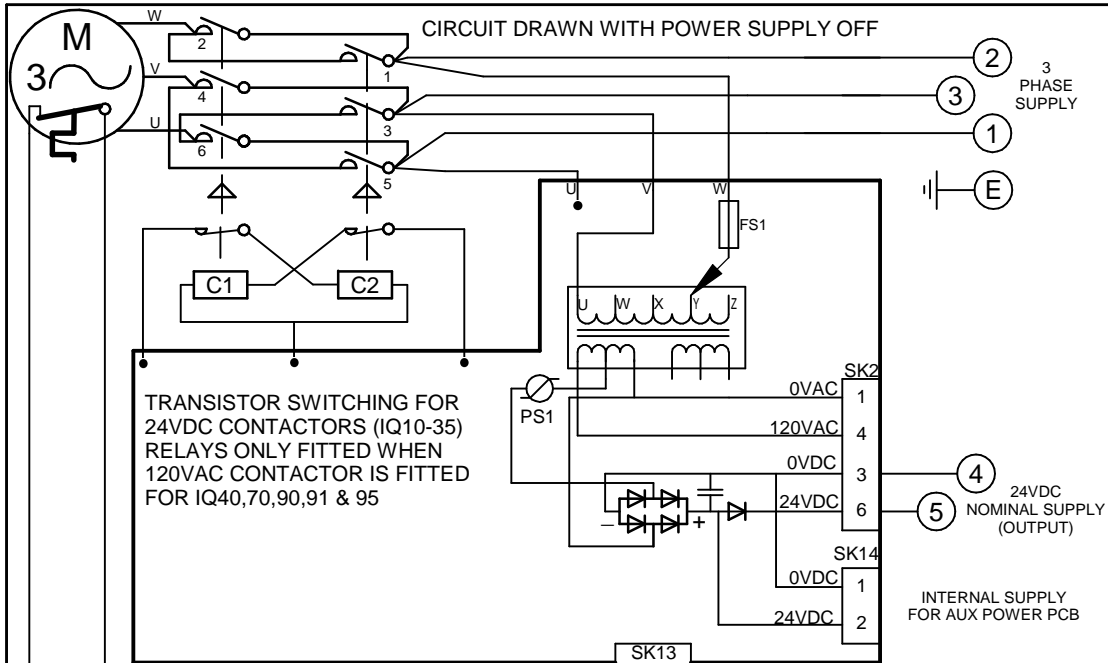 CIRCUIT DRAWN WITH POWER SUPPLY OFF
W
M
3
V
U
2
1
4
3
6
5
2
3
1
E
3
PHASE
SUPPLY
U
V
W
FS1
C1
C2
U
W
X
Y
Z
TRANSISTOR SWITCHING FOR
24VDC CONTACTORS (IQ10-35)
RELAYS ONLY FITTED WHEN
120VAC CONTACTOR IS FITTED
FOR IQ40,70,90,91 & 95
PS1
SK2
0VAC 1
120VAC 4
0VDC 3
24VDC 6
− +
4
5
24VDC
NOMINAL SUPPLY
(OUTPUT)
SK14
0VDC 1
24VDC 2
INTERNAL SUPPLY
FOR AUX POWER PCB
SK13